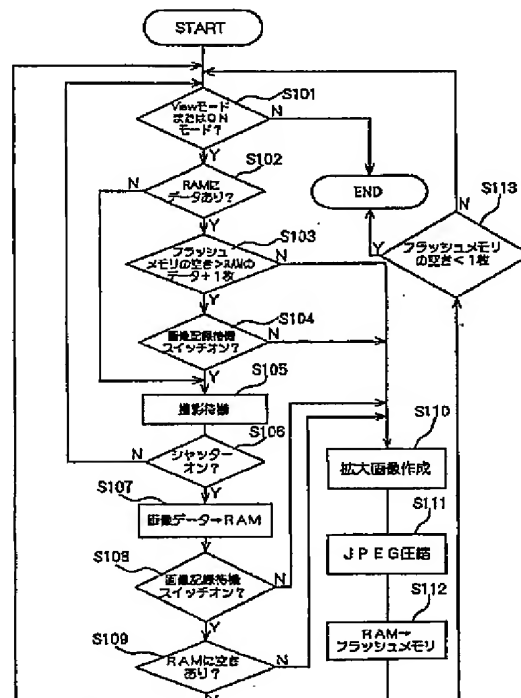 START
S101
Viewモード
またはON
モード?
N
Y
S102
RAMに
データあり?
N
Y
END
S113
N
Y
フラッシュメモリ
の空き<1枚
S103
フラッシュ
メモリの空き>RAMの
データ+1枚
N
Y
S104
画像記録待機
スイッチオン?
N
Y
S105
撮影待機
S106
シャッター
オン?
N
Y
S107
画像データ→RAM
S108
画像記録待機
スイッチオン?
N
Y
S109
RAMに空き
あり?
N
S110
拡大画像作成
S111
JPEG圧縮
S112
RAM→
フラッシュメモリ